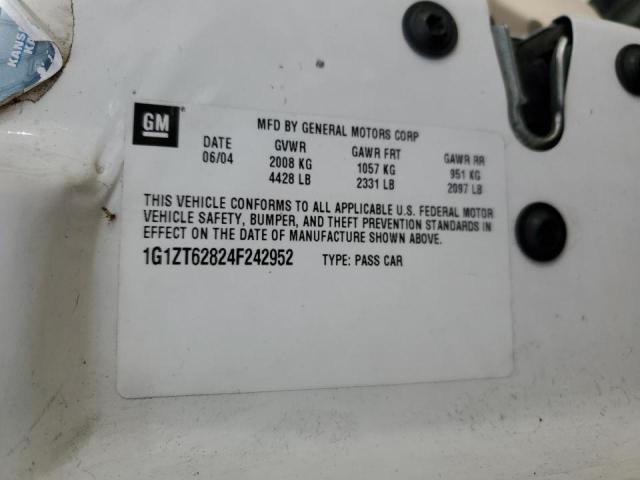 KANS
GM
MFD BY GENERAL MOTORS CORP
DATE GVWR GAWR FRT GAWR RR
06/04 2008 KG 1057 KG 951 KG
4428 LB 2331 LB 2097 LB
THIS VEHICLE CONFORMS TO ALL APPLICABLE U.S. FEDERAL MOTOR
VEHICLE SAFETY, BUMPER, AND THEFT PREVENTION STANDARDS IN
EFFECT ON THE DATE OF MANUFACTURE SHOWN ABOVE.
1G1ZT62824F242952 TYPE: PASS CAR